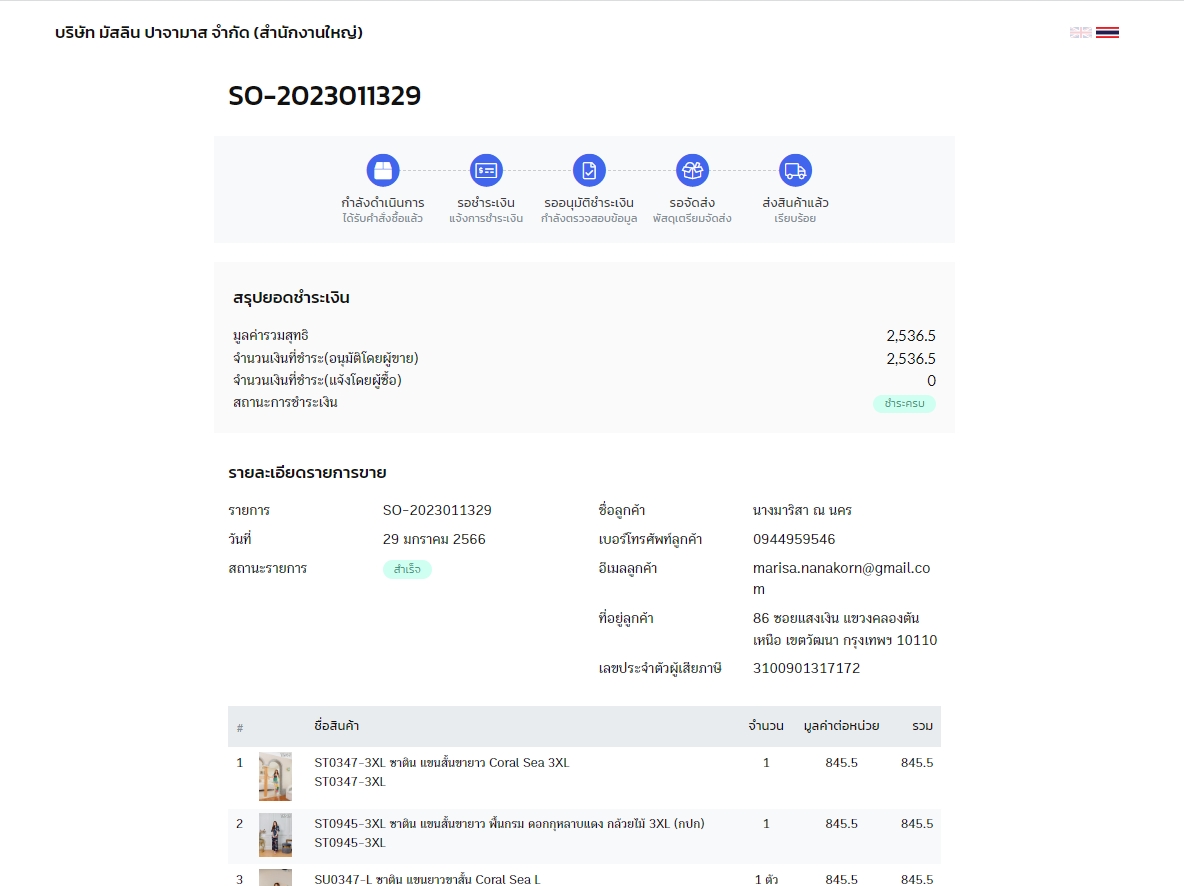 บริษัท มัสลิน ปาจามาส จำกัด (สำนักงานใหญ่)
SO-2023011329
กำลังดำเนินการ รอชำระเงิน รออนุมัติชำระเงิน รอจัดส่ง ส่งสินค้าแล้ว
ได้รับคำสั่งซื้อแล้ว แจ้งการชำระเงิน กำลังตรวจสอบข้อมูล พัสดุเตรียมจัดส่ง เรียบร้อย
สรุปยอดชำระเงิน
มูลค่ารวมสุทธิ 2,536.5
จำนวนเงินที่ชำระ(อนุมัติโดยผู้ขาย) 2,536.5
จำนวนเงินที่ชำระ(แจ้งโดยผู้ซื้อ) 0
สถานะการชำระเงิน ชำระครบ
รายละเอียดรายการขาย
รายการ SO-2023011329 ชื่อลูกค้า นางมาริสา ณ นคร
วันที่ 29 มกราคม 2566 เบอร์โทรศัพท์ลูกค้า 0944959546
สถานะรายการ สำเร็จ อีเมลลูกค้า marisa.nanakorn@gmail.co
m
ที่อยู่ลูกค้า 86 ซอยแสงเงิน แขวงคลองตัน
เหนือ เขตวัฒนา กรุงเทพฯ 10110
เลขประจำตัวผู้เสียภาษี 3100901317172
# ชื่อสินค้า จำนวน มูลค่าต่อหน่วย รวม
1 ST0347-3XL ซาติน แขนสั้นขายาว Coral Sea 3XL 1 845.5 845.5
ST0347-3XL
2 ST0945-3XL ซาติน แขนสั้นขายาว พื้นกรม ดอกกุหลาบแดง กล้วยไม้ 3XL (กปก) 1 845.5 845.5
ST0945-3XL
3 SU0347-L ซาติน แขนยาวขาสั้น Coral Sea L 1 ตัว 845.5 845.5